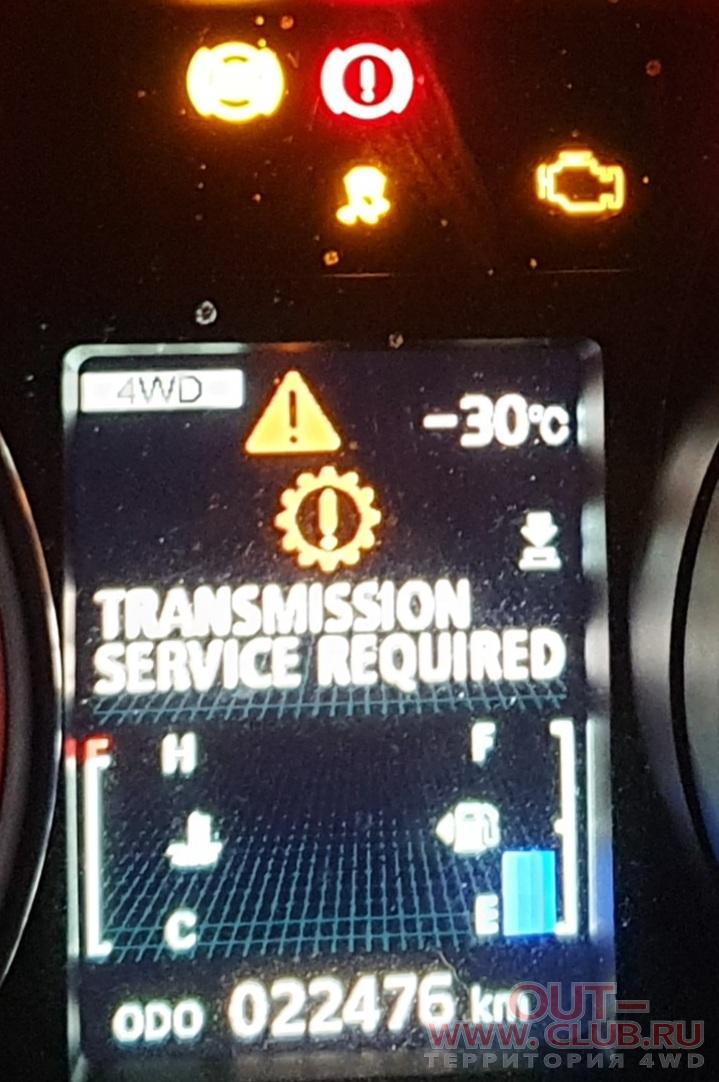 4WD
-30°C
TRANSMISSION
SERVICE REQUIRED
H
F
C
E
ODO 022476 km
OUT-
WWW.CLUB.RU
ТЕРРИТОРИЯ 4WD